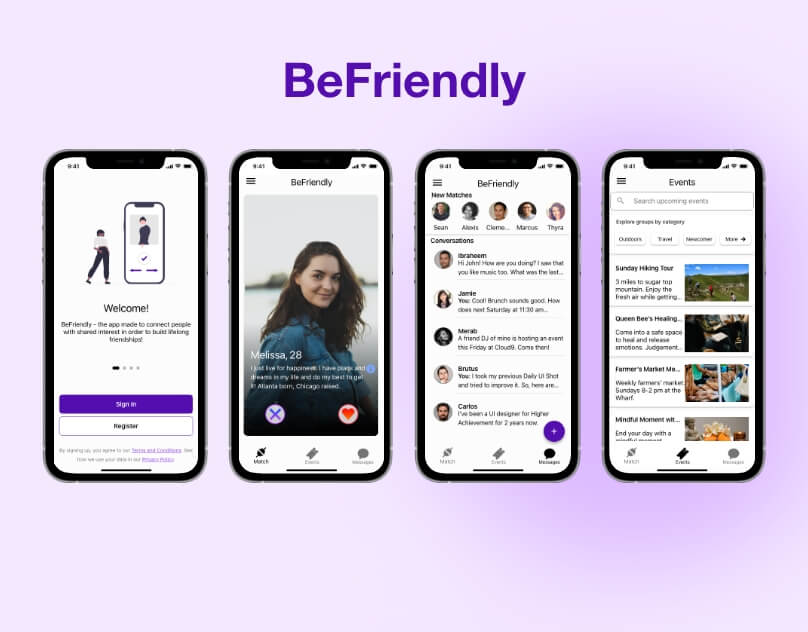 BeFriendly
9:41
Welcome!
BeFriendly - the app made to connect people
with shared interest in order to build lifelong
friendships!
Sign in
Register
By signing up, you agree to our Terms and Conditions. See
how we use your data in our Privacy Policy.
9:41
BeFriendly
Melissa, 28
I just live for happiness. I have plans and
dreams in my life and do my best to get
it! Atlanta born, Chicago raised.
Match
Events
Messages
9:41
BeFriendly
New Matches
Sean
Alexis
Cleme...
Marcus
Thyra
Conversations
Ibraheem
Hi John! How are you doing? I saw that
you like music too. What was the last...
Jamie
You: Cool! Brunch sounds good. How
does next Saturday at 11:30 am...
Merab
A friend DJ of mine is hosting an event
this Friday at Cloud9. Come thru!
Brutus
You: I took my previous Daily UI Shot
and tried to improve it. So, here are...
Carlos
I've been a UI designer for Higher
Achievement for 2 years now.
+
Match
Events
Messages
9:41
Events
Search upcoming events
Explore groups by category
Outdoors
Travel
Newcomer
More →
Sunday Hiking Tour
3 miles to sugar top
mountain. Enjoy the
fresh air while getting...
Queen Bee's Healing...
Come into a safe space
to heal and release
emotions. Judgement...
Farmer's Market Me...
Weekly farmers' market
Sundays 8-2 pm at the
Wharf.
Mindful Moment wit...
End your day with a
mindful moment
Match
Events
Messages